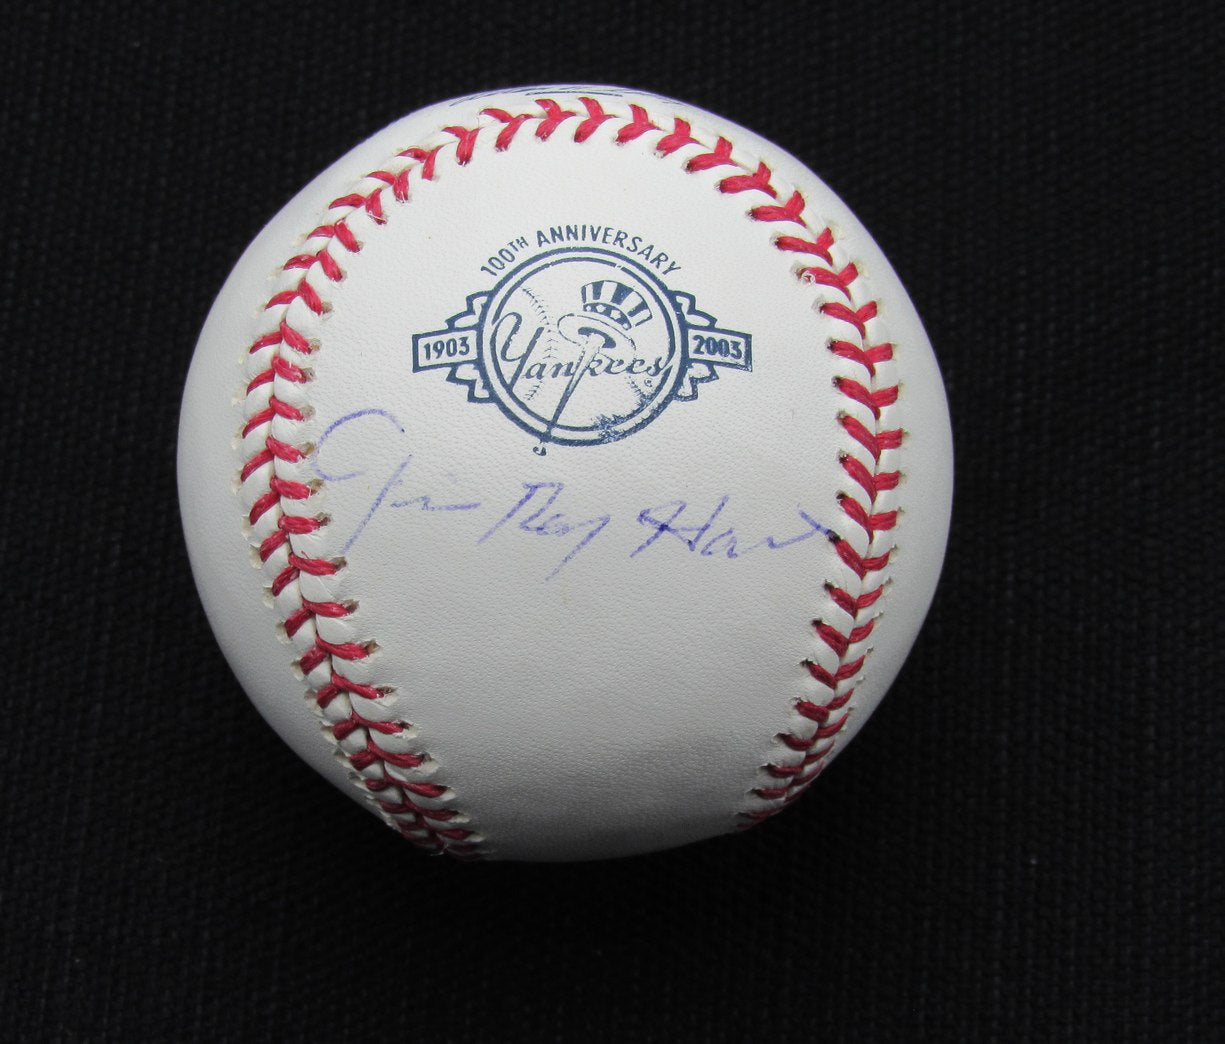 100TH ANNIVERSARY
1903 Yankees 2003
Jim Ray Hart